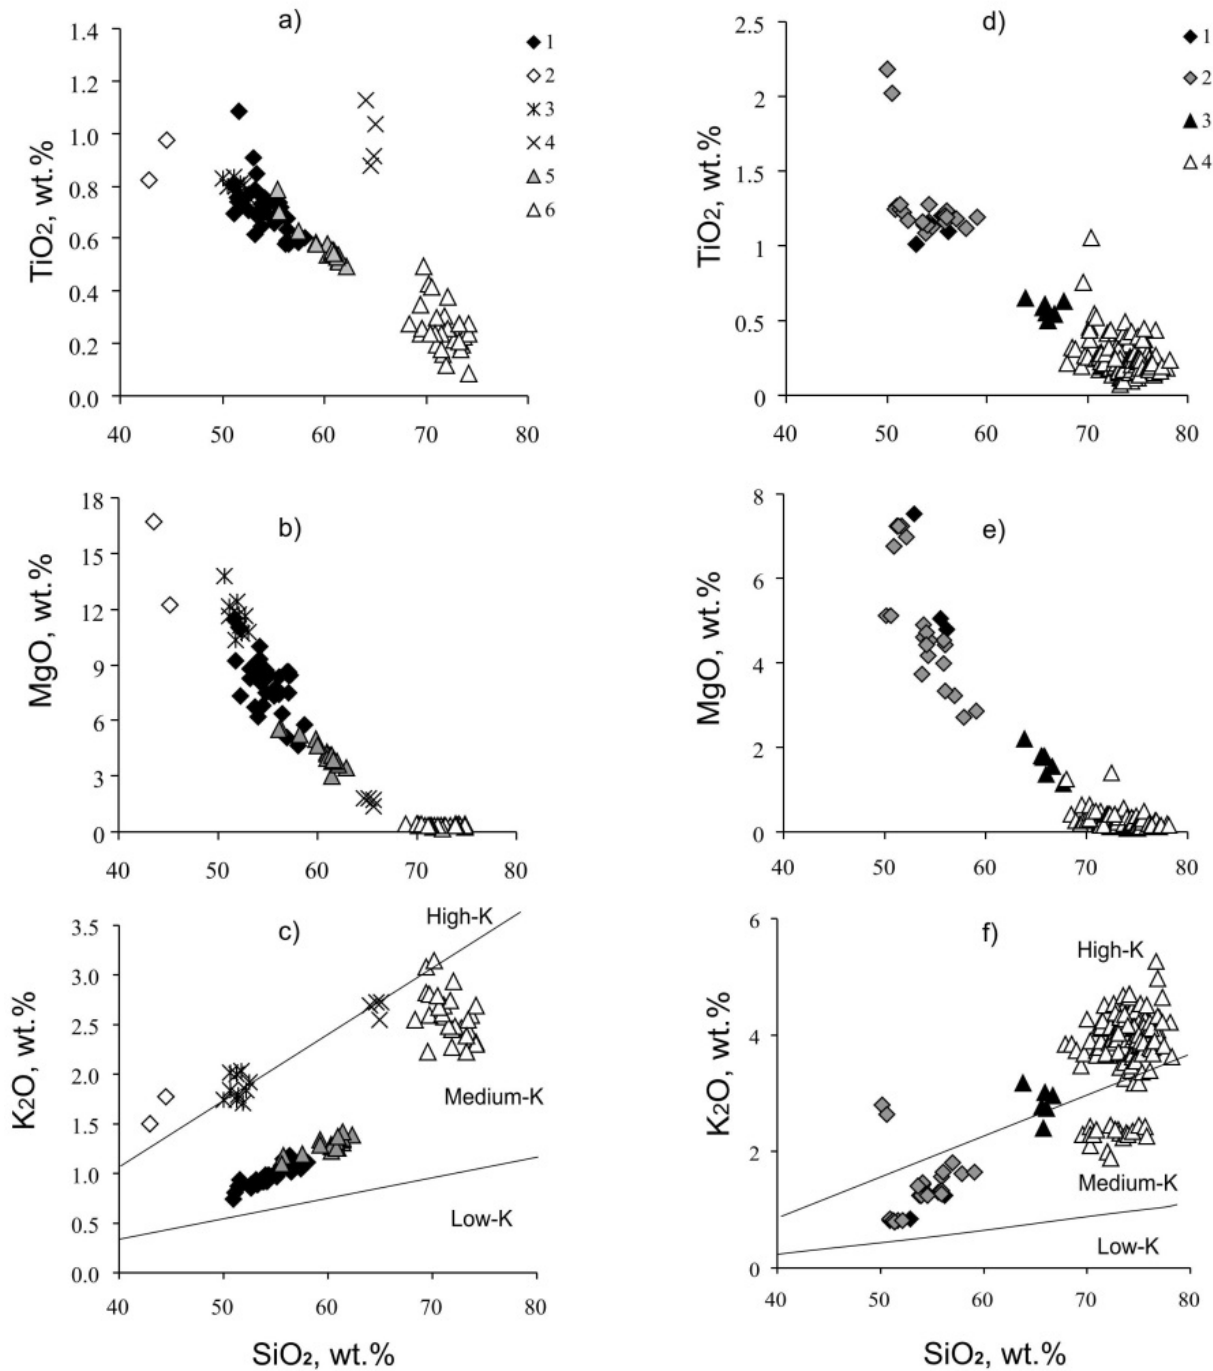 a)
TiO2, wt.%
1.4
1.2
1.0
0.8
0.6
0.4
0.2
0.0
40 50 60 70 80
1
2
3
4
5
6
d)
TiO2, wt.%
2.5
2
1.5
1
0.5
0
40 50 60 70 80
1
2
3
4
b)
MgO, wt.%
18
15
12
9
6
3
0
40 50 60 70 80
e)
MgO, wt.%
8
6
4
2
0
40 50 60 70 80
c)
K2O, wt.%
3.5
3.0
2.5
2.0
1.5
1.0
0.5
0.0
High-K
Medium-K
Low-K
40 50 60 70 80
SiO2, wt.%
f)
K2O, wt.%
6
4
2
0
High-K
Medium-K
Low-K
40 50 60 70 80
SiO2, wt.%